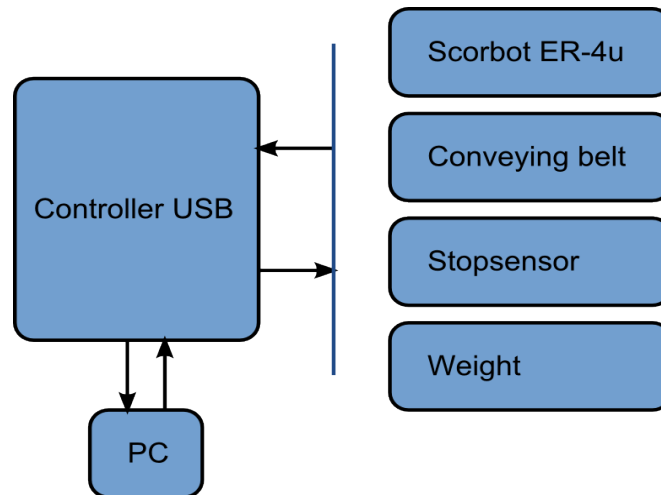 Scorbot ER-4u
Conveying belt
Controller USB
Stopsensor
Weight
PC